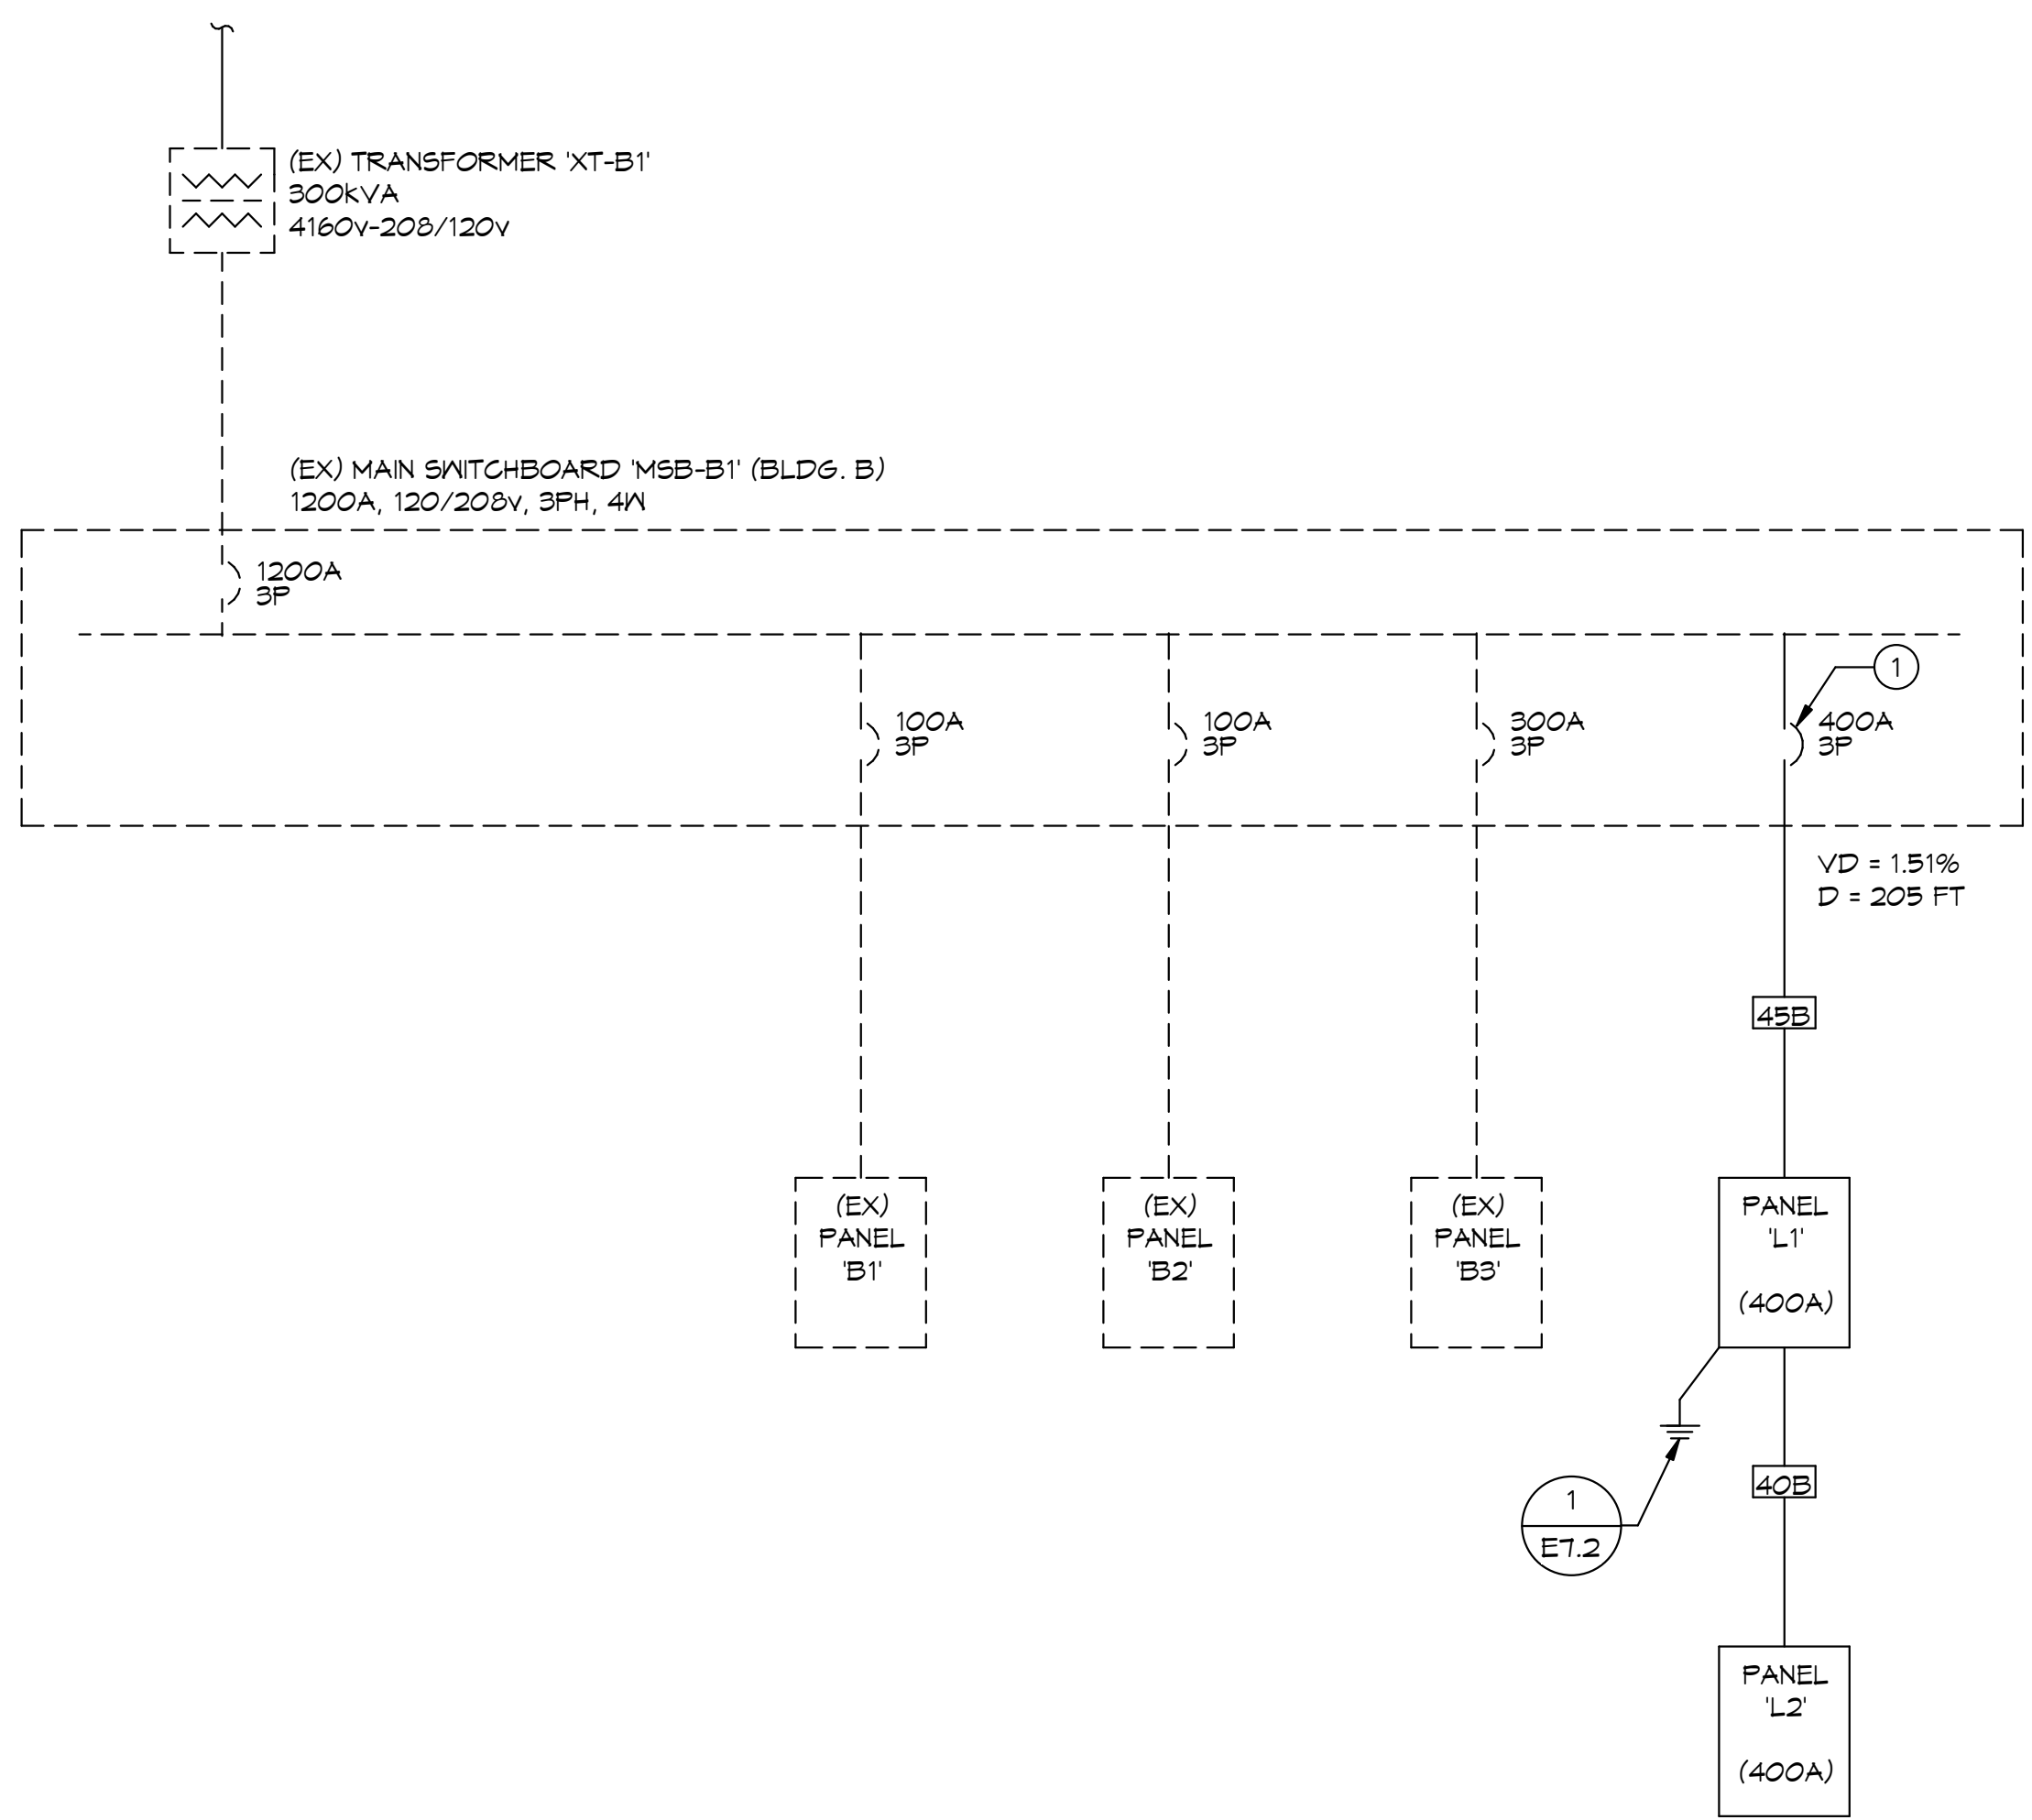 (EX) TRANSFORMER 'XT-B1'
300kVA
4160v-208/120v
(EX) MAIN SWITCHBOARD 'MSB-B1' (BLDG. B)
1200A, 120/208v, 3PH, 4W
1200A
3P
1
100A
3P
100A
3P
300A
3P
400A
3P
VD = 1.51%
D = 205 FT
45B
(EX)
PANEL
'B1'
(EX)
PANEL
'B2'
(EX)
PANEL
'B3'
PANEL
'L1'
(400A)
40B
1
E7.2
PANEL
'L2'
(400A)